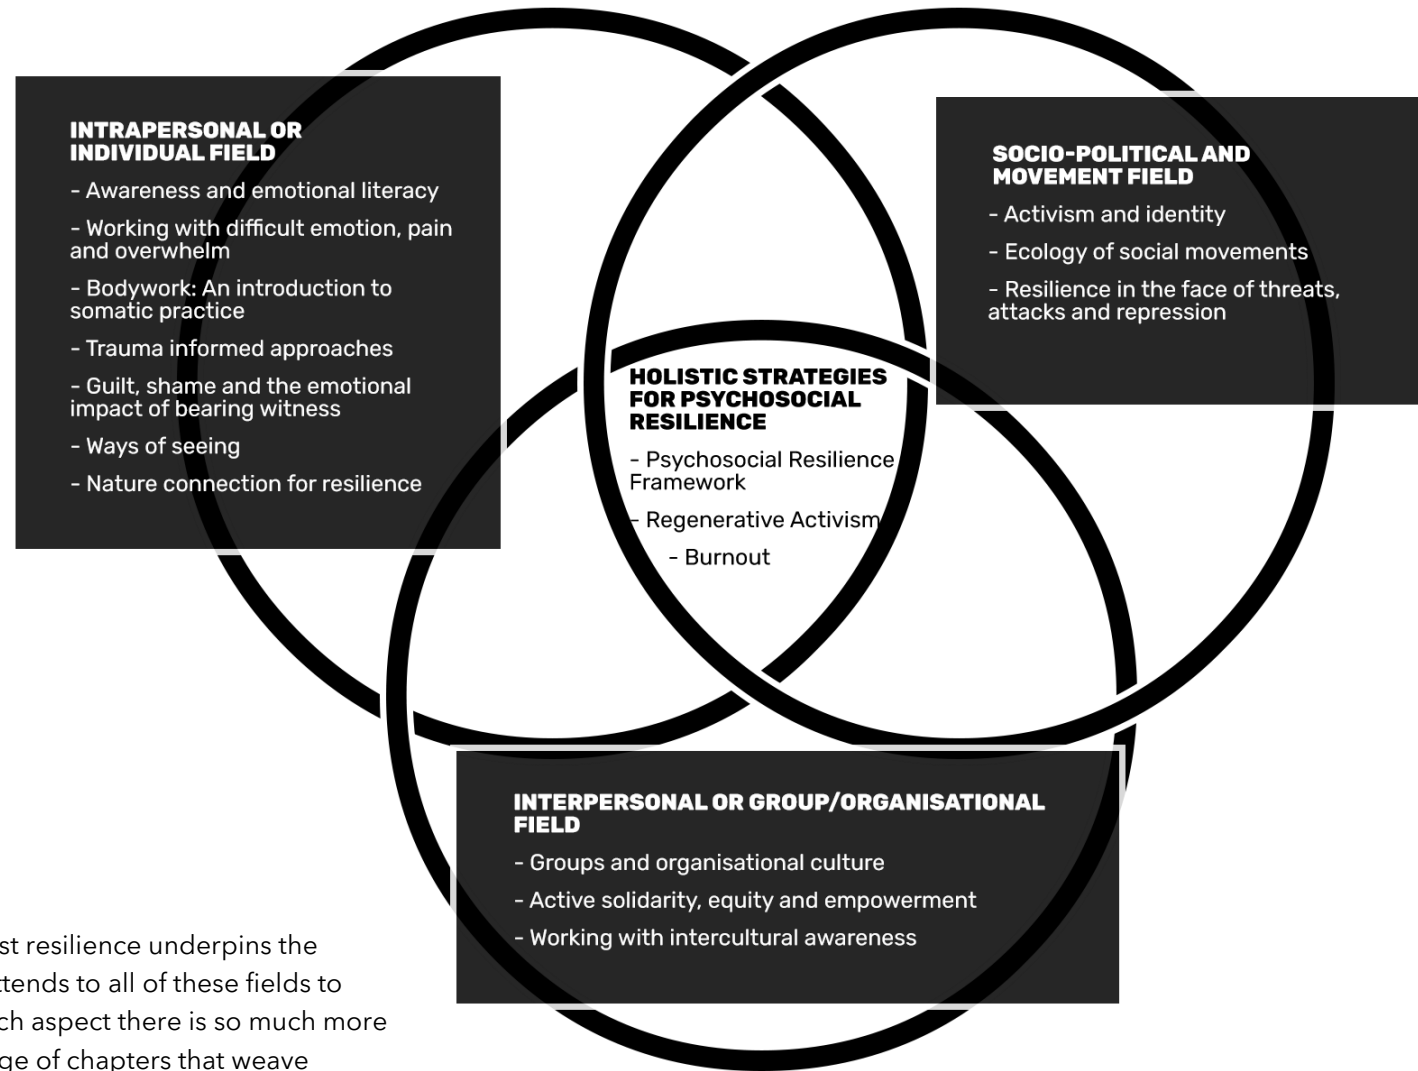 INTRAPERSONAL OR
INDIVIDUAL FIELD
- Awareness and emotional literacy
- Working with difficult emotion, pain
and overwhelm
- Bodywork: An introduction to
somatic practice
- Trauma informed approaches
- Guilt, shame and the emotional
impact of bearing witness
- Ways of seeing
- Nature connection for resilience
SOCIO-POLITICAL AND
MOVEMENT FIELD
- Activism and identity
- Ecology of social movements
- Resilience in the face of threats,
attacks and repression
HOLISTIC STRATEGIES
FOR PSYCHOSOCIAL
RESILIENCE
- Psychosocial Resilience
Framework
- Regenerative Activism
- Burnout
INTERPERSONAL OR GROUP/ORGANISATIONAL
FIELD
- Groups and organisational culture
- Active solidarity, equity and empowerment
- Working with intercultural awareness
resilience underpins the
to all of these fields to
aspect there is so much more
of chapters that weave